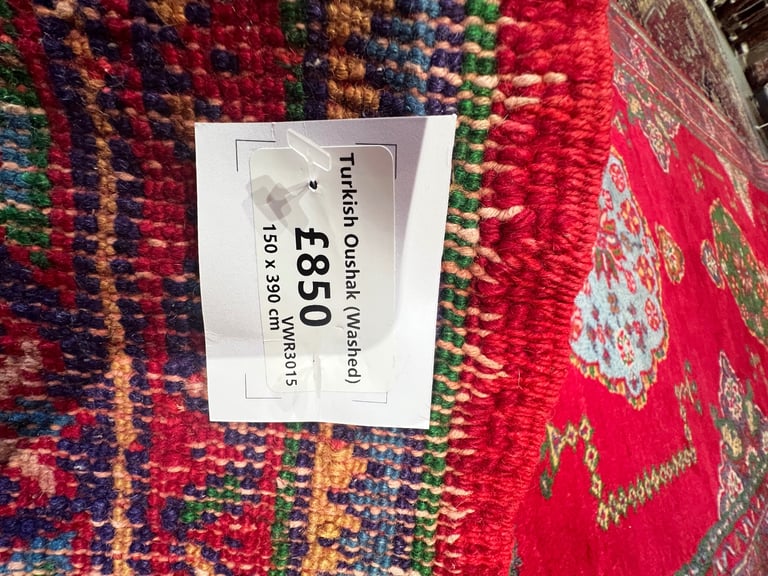 Turkish Oushak (Washed)
£850
VWR3015
150 x 390 cm